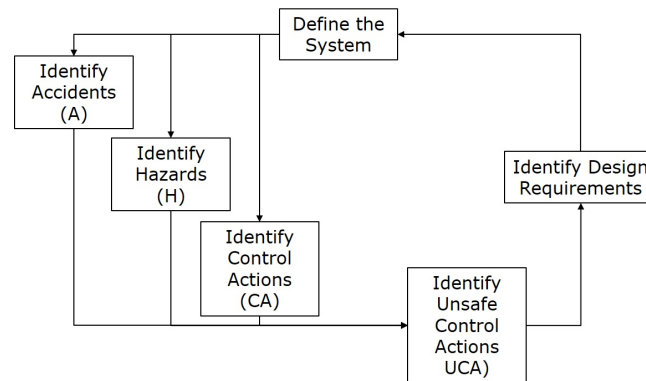 Define the
System
Identify
Accidents
(A)
Identify
Hazards
(H)
Identify Design
Requirements
Identify
Control
Actions
(CA)
Identify
Unsafe
Control
Actions
UCA)